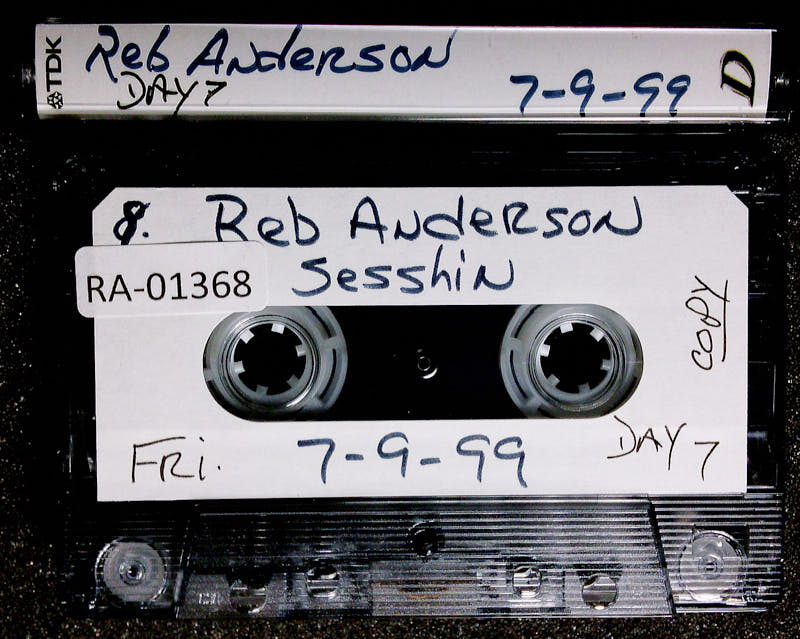 TDK
Reb Anderson
DAY 7
7-9-99
D
8. Reb Anderson
RA-01368
Sesshin
COPY
FRi. 7-9-99 DAY 7